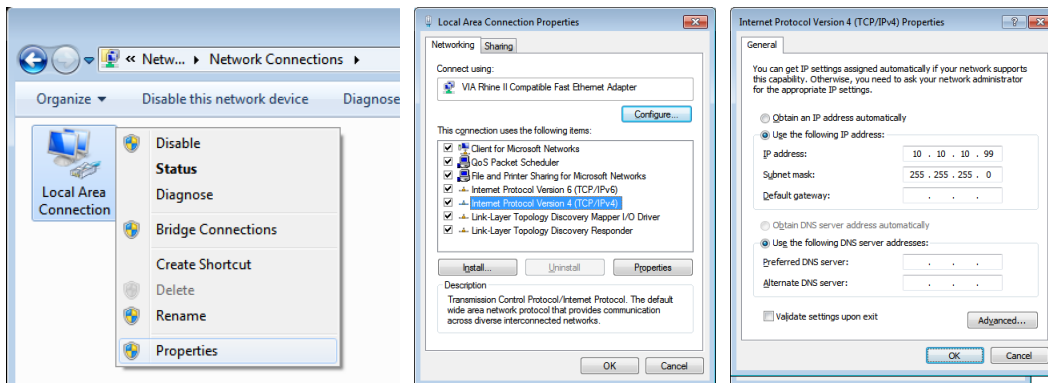 « Netw... ▸ Network Connections ▸
Organize ▾ Disable this network device Diagnose
Local Area
Connection
Disable
Status
Diagnose
Bridge Connections
Create Shortcut
Delete
Rename
Properties
Local Area Connection Properties
Networking Sharing
Connect using:
VIA Rhine II Compatible Fast Ethernet Adapter
Configure...
This connection uses the following items:
Client for Microsoft Networks
QoS Packet Scheduler
File and Printer Sharing for Microsoft Networks
Internet Protocol Version 6 (TCP/IPv6)
Internet Protocol Version 4 (TCP/IPv4)
Link-Layer Topology Discovery Mapper I/O Driver
Link-Layer Topology Discovery Responder
Install... Uninstall Properties
Description
Transmission Control Protocol/Internet Protocol. The default
wide area network protocol that provides communication
across diverse interconnected networks.
OK Cancel
Internet Protocol Version 4 (TCP/IPv4) Properties
General
You can get IP settings assigned automatically if your network supports
this capability. Otherwise, you need to ask your network administrator
for the appropriate IP settings.
Obtain an IP address automatically
Use the following IP address:
IP address: 10 . 10 . 10 . 99
Subnet mask: 255 . 255 . 255 . 0
Default gateway: . . .
Obtain DNS server address automatically
Use the following DNS server addresses:
Preferred DNS server: . . .
Alternate DNS server: . . .
Validate settings upon exit
Advanced...
OK Cancel